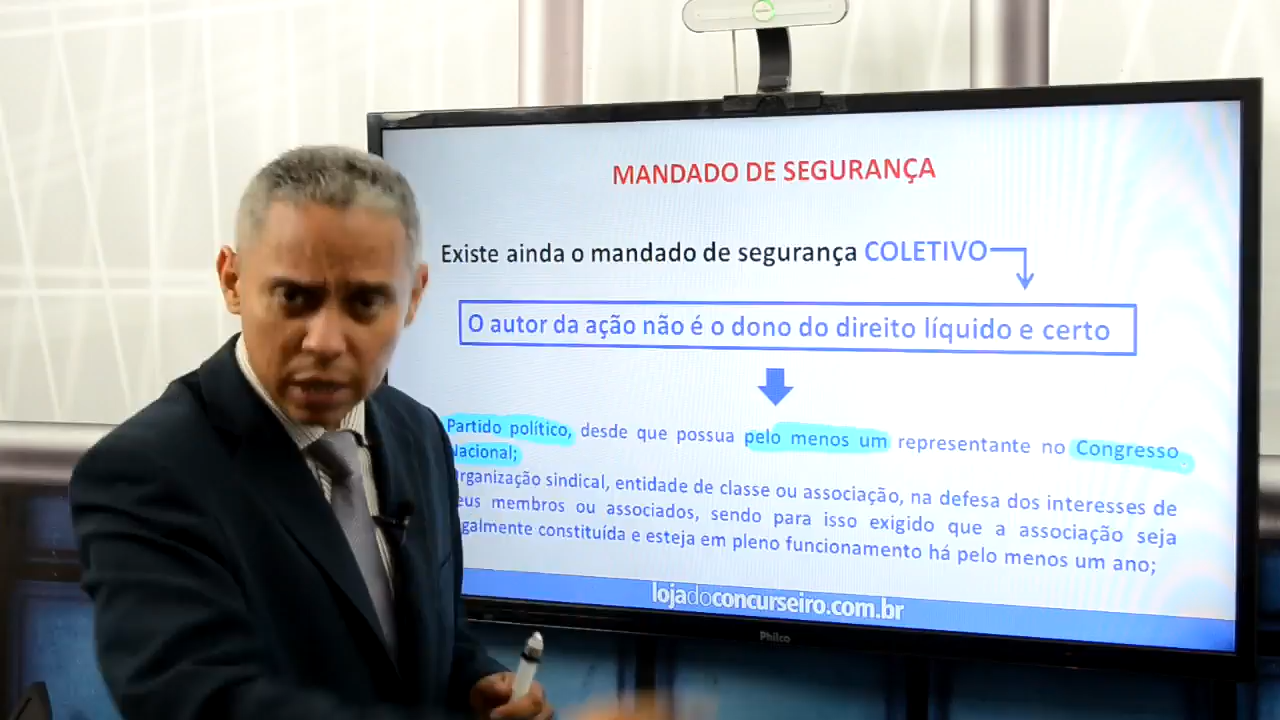 MANDADO DE SEGURANÇA
Existe ainda o mandado de segurança COLETIVO
O autor da ação não é o dono do direito líquido e certo
Partido político, desde que possua pelo menos um representante no Congresso
Nacional;
rganização sindical, entidade de classe ou associação, na defesa dos interesses de
eus membros ou associados, sendo para isso exigido que a associação seja
galmente constituída e esteja em pleno funcionamento há pelo menos um ano;
lojadoconcurseiro.com.br
Philco